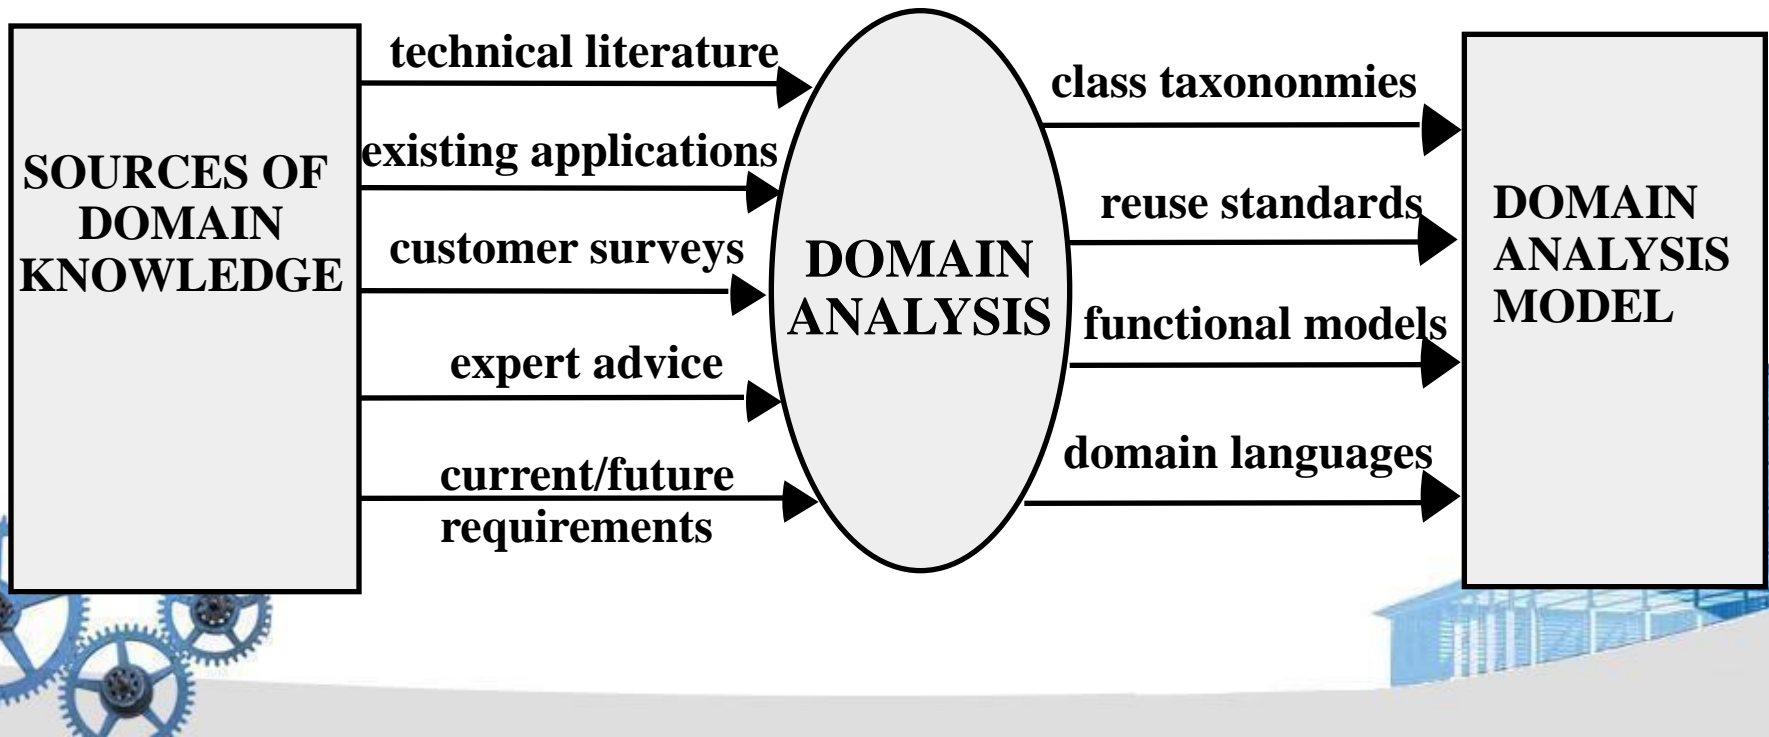 SOURCES OF
DOMAIN
KNOWLEDGE
technical literature
existing applications
customer surveys
expert advice
current/future
requirements
DOMAIN
ANALYSIS
class taxononmies
reuse standards
functional models
domain languages
DOMAIN
ANALYSIS
MODEL